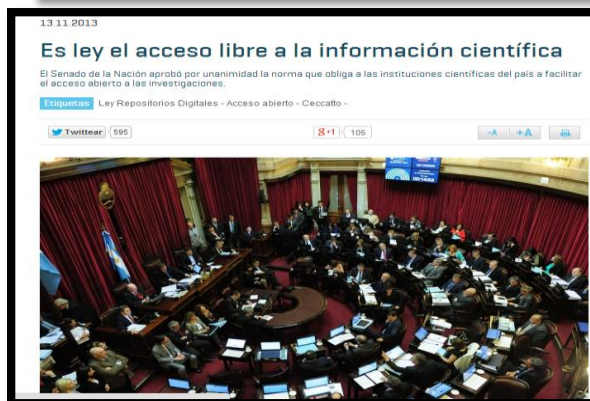 13.11.2013
Es ley el acceso libre a la información científica
El Senado de la Nación aprobó por unanimidad la norma que obliga a las instituciones científicas del país a facilitar
el acceso abierto a las investigaciones.
Etiquetas Ley Repositorios Digitales - Acceso abierto - Ceccatto -
Twittear 595 g+1 105 -A +A